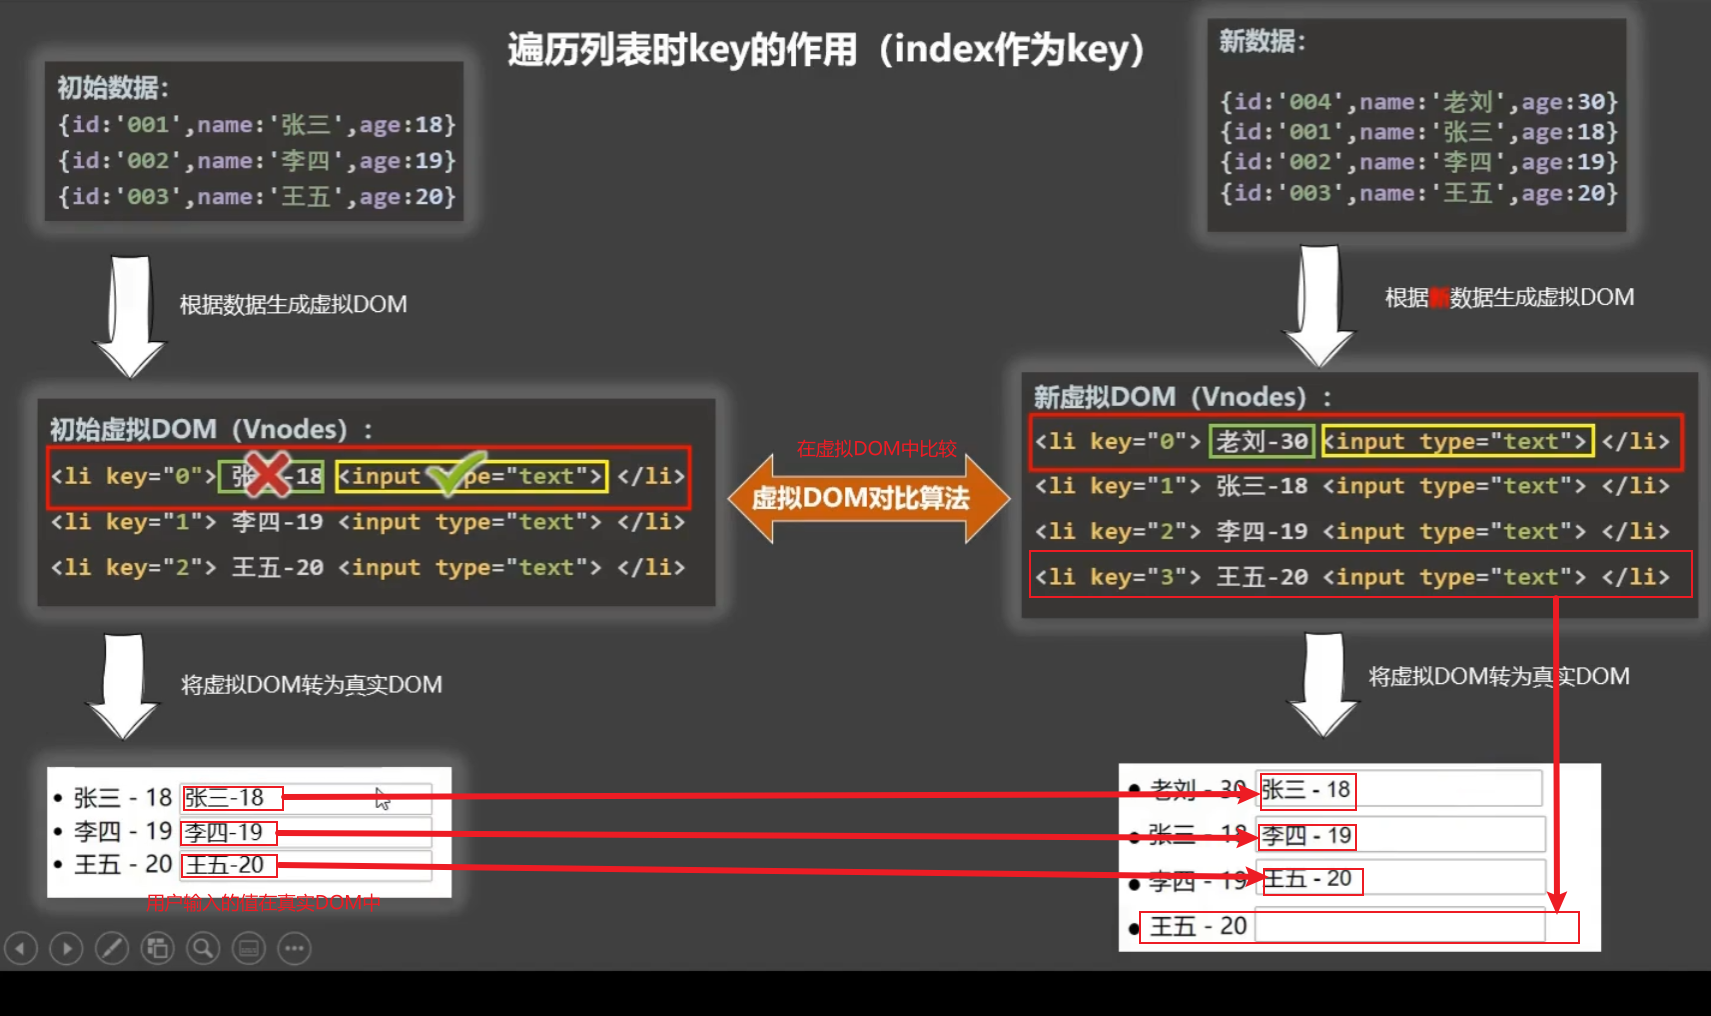 遍历列表时key的作用（index作为key）
初始数据：
{id:'001',name:'张三',age:18}
{id:'002',name:'李四',age:19}
{id:'003',name:'王五',age:20}
新数据：
{id:'004',name:'老刘',age:30}
{id:'001',name:'张三',age:18}
{id:'002',name:'李四',age:19}
{id:'003',name:'王五',age:20}
根据数据生成虚拟DOM
根据新数据生成虚拟DOM
初始虚拟DOM（Vnodes）：
<li key="0"> 张三-18 <input type="text"> </li>
<li key="1"> 李四-19 <input type="text"> </li>
<li key="2"> 王五-20 <input type="text"> </li>
在虚拟DOM中比较
虚拟DOM对比算法
新虚拟DOM（Vnodes）：
<li key="0"> 老刘-30 <input type="text"> </li>
<li key="1"> 张三-18 <input type="text"> </li>
<li key="2"> 李四-19 <input type="text"> </li>
<li key="3"> 王五-20 <input type="text"> </li>
将虚拟DOM转为真实DOM
将虚拟DOM转为真实DOM
张三 - 18 张三-18
李四 - 19 李四-19
王五 - 20 王五-20
用户输入的值在真实DOM中
老刘 - 30 张三 - 18
张三 - 18 李四 - 19
李四 - 19 王五 - 20
王五 - 20